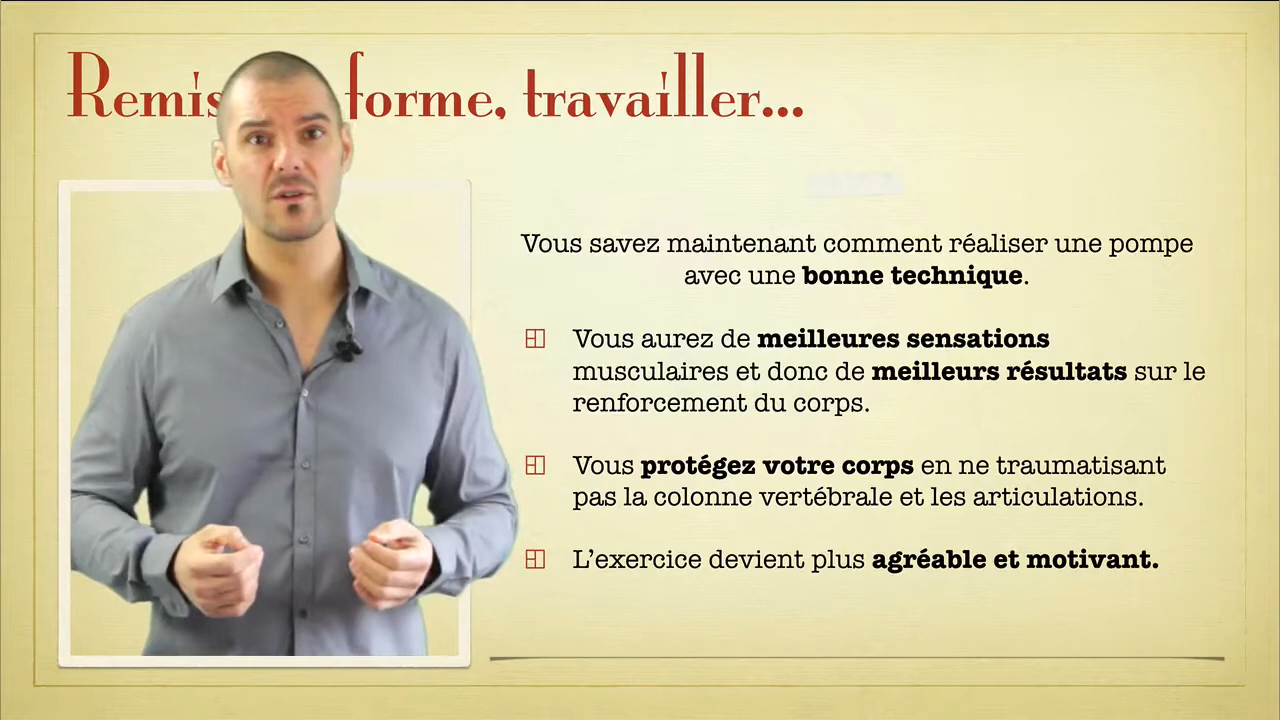 Remis forme, travailler...
Vous savez maintenant comment réaliser une pompe
avec une bonne technique.
Vous aurez de meilleures sensations
musculaires et donc de meilleurs résultats sur le
renforcement du corps.
Vous protégez votre corps en ne traumatisant
pas la colonne vertébrale et les articulations.
L'exercice devient plus agréable et motivant.